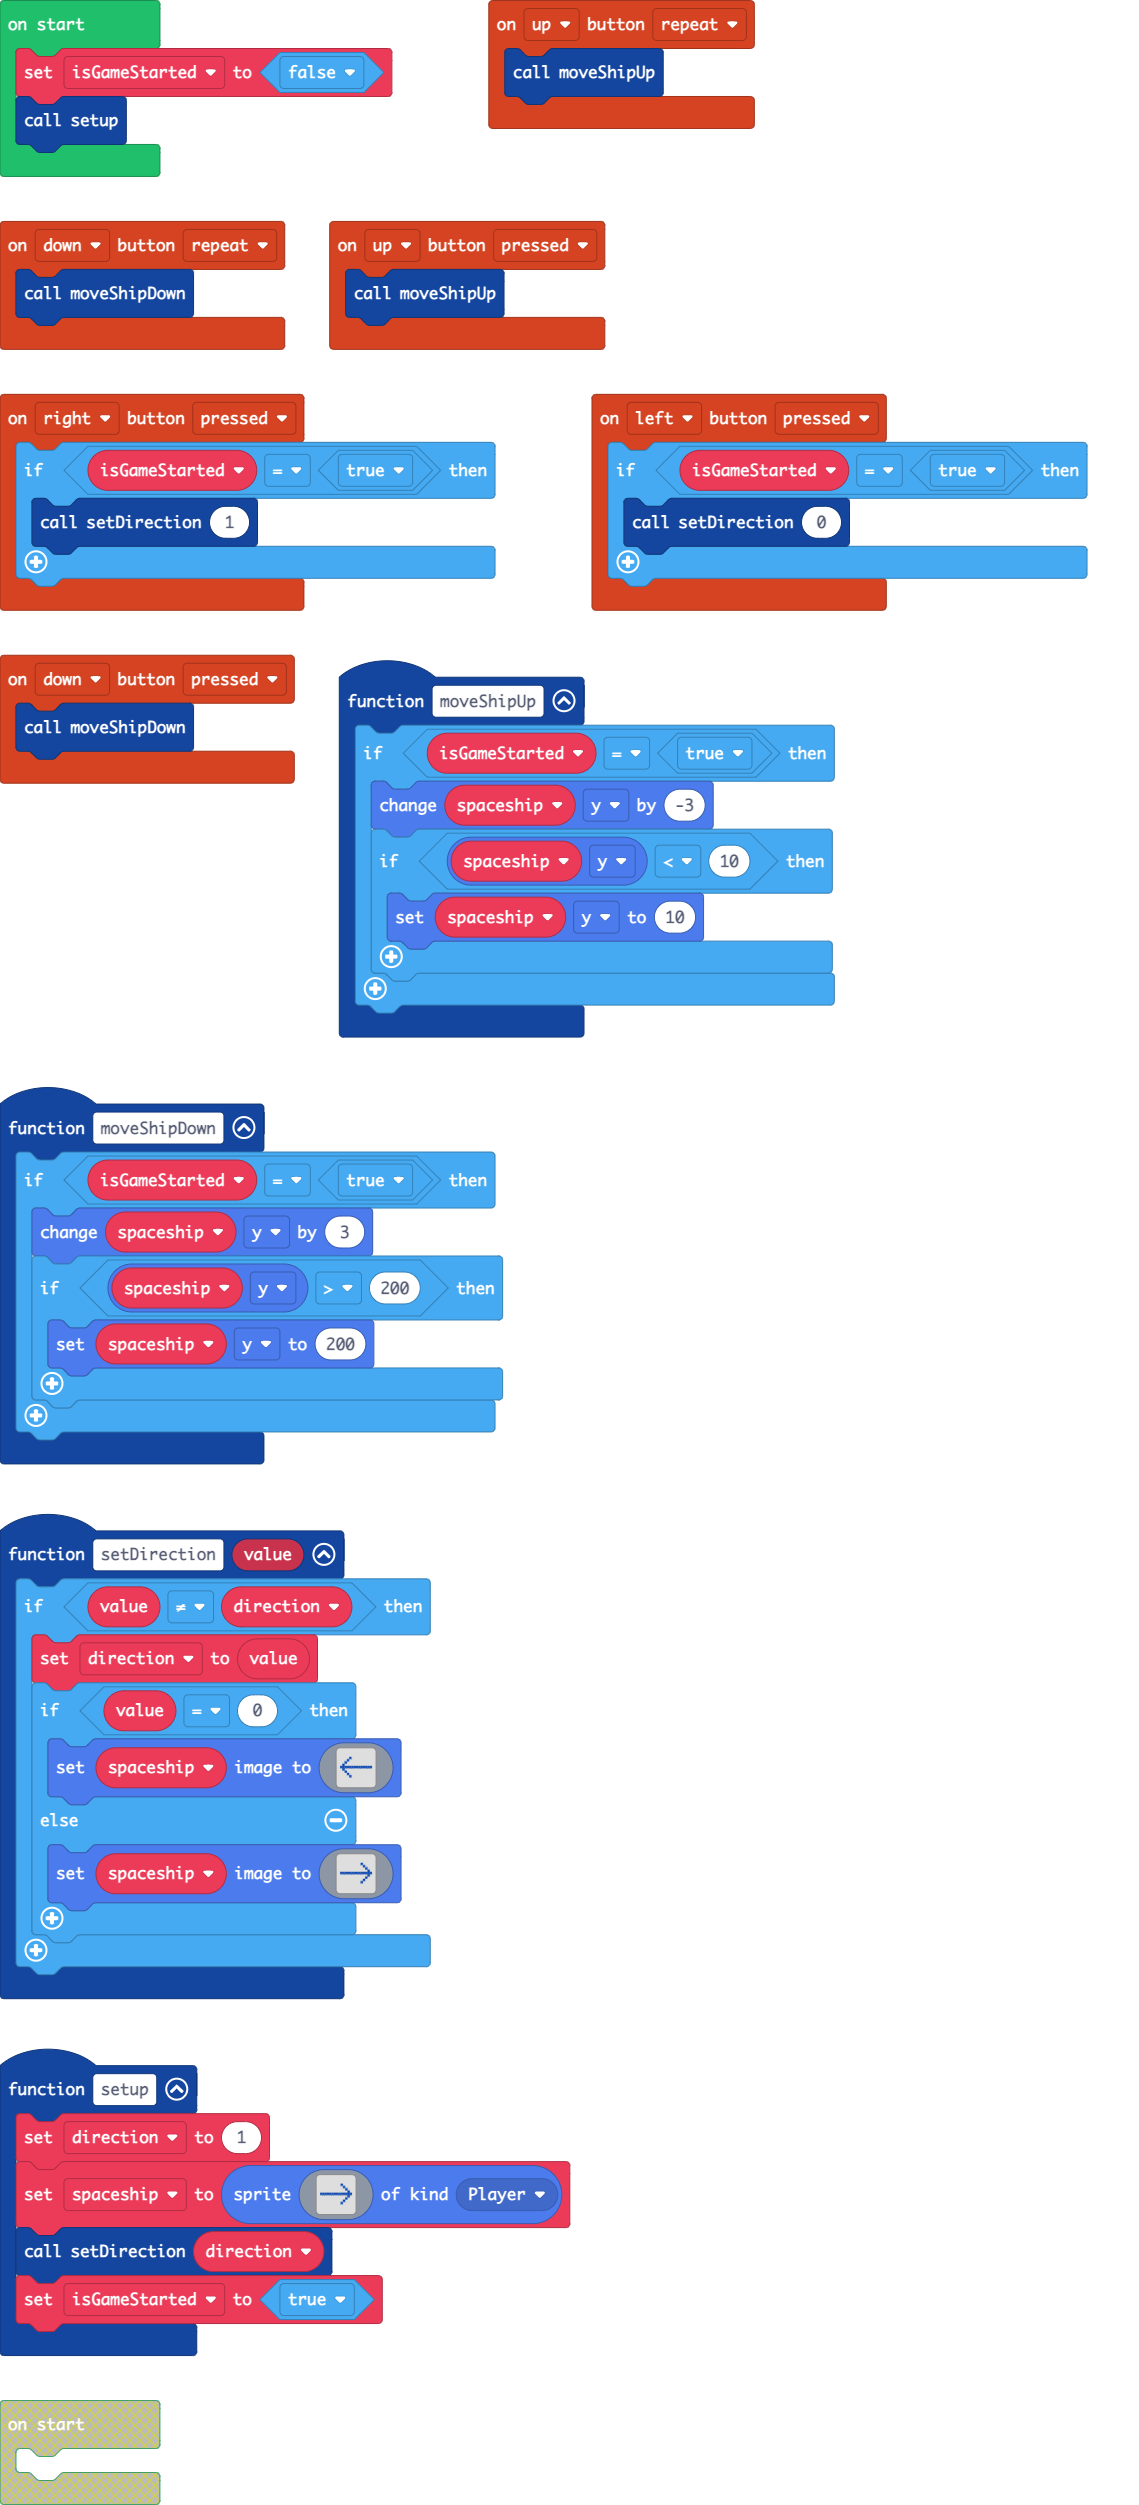 on start
set isGameStarted to false
call setup
on up button repeat
call moveShipUp
on down button repeat
call moveShipDown
on up button pressed
call moveShipUp
on right button pressed
if isGameStarted = true then
call setDirection 1
on left button pressed
if isGameStarted = true then
call setDirection 0
on down button pressed
call moveShipDown
function moveShipUp
if isGameStarted = true then
change spaceship y by -3
if spaceship y < 10 then
set spaceship y to 10
function moveShipDown
if isGameStarted = true then
change spaceship y by 3
if spaceship y > 200 then
set spaceship y to 200
function setDirection value
if value ≠ direction then
set direction to value
if value = 0 then
set spaceship image to
else
set spaceship image to
function setup
set direction to 1
set spaceship to sprite of kind Player
call setDirection direction
set isGameStarted to true
on start